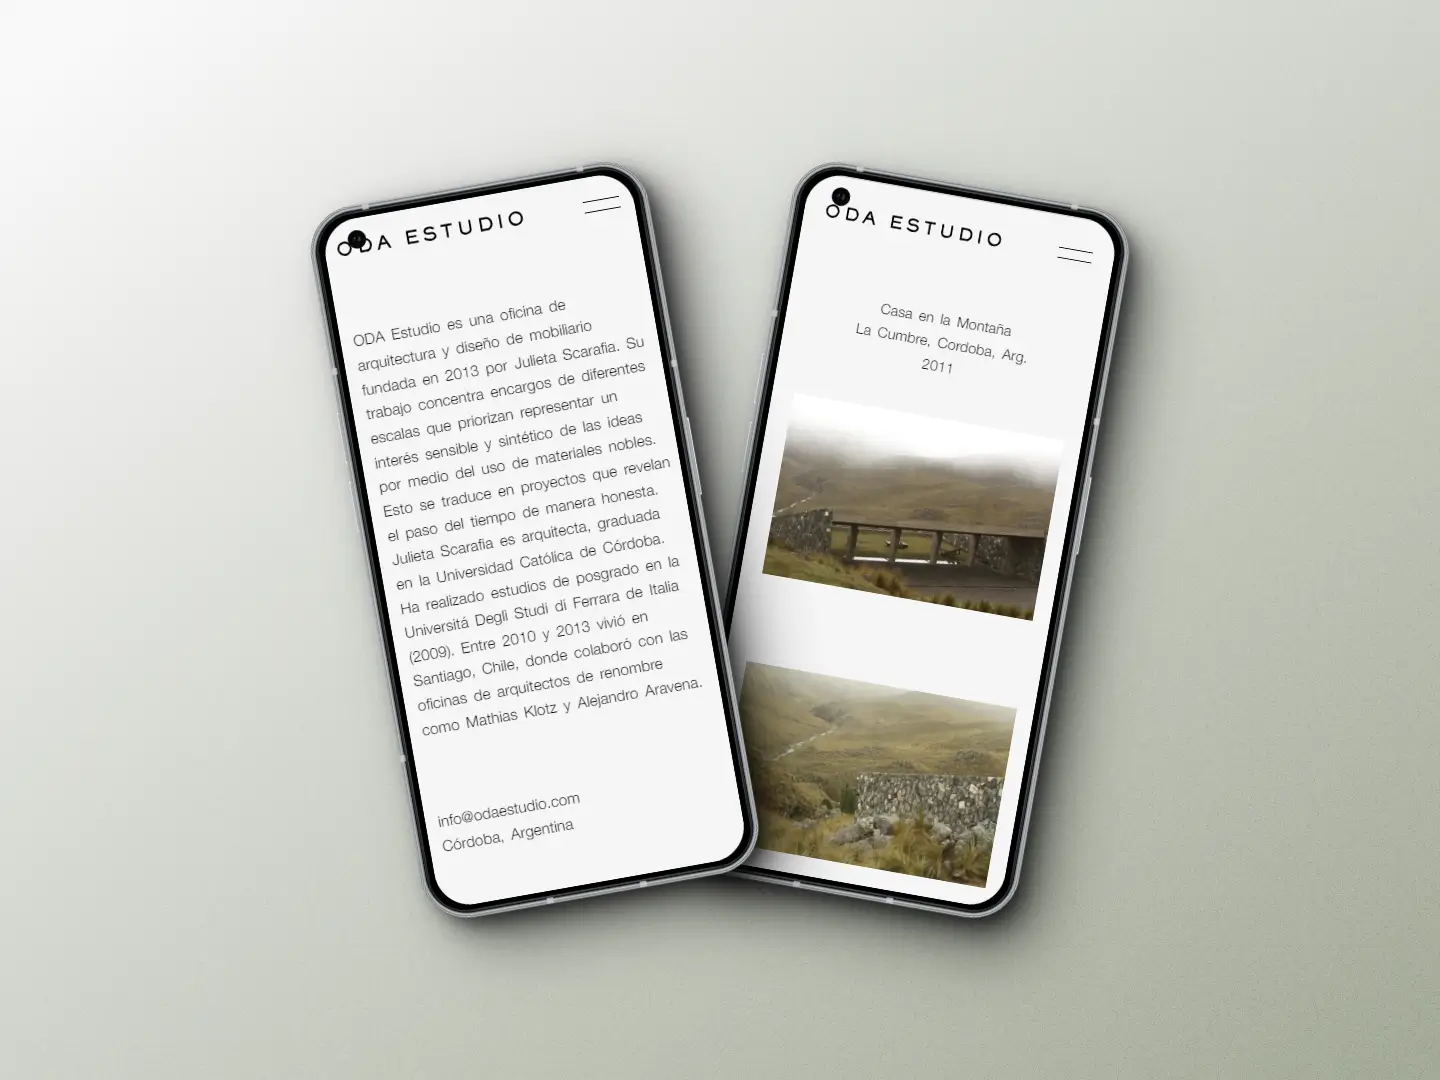 ODA ESTUDIO
ODA Estudio es una oficina de
arquitectura y diseño de mobiliario
fundada en 2013 por Julieta Scarafia. Su
trabajo concentra encargos de diferentes
escalas que priorizan representar un
interés sensible y sintético de las ideas
por medio del uso de materiales nobles.
Esto se traduce en proyectos que revelan
el paso del tiempo de manera honesta.
Julieta Scarafia es arquitecta, graduada
en la Universidad Católica de Córdoba.
Ha realizado estudios de posgrado en la
Universitá Degli Studi di Ferrara de Italia
(2009). Entre 2010 y 2013 vivió en
Santiago, Chile, donde colaboró con las
oficinas de arquitectos de renombre
como Mathias Klotz y Alejandro Aravena.
info@odaestudio.com
Córdoba, Argentina
ODA ESTUDIO
Casa en la Montaña
La Cumbre, Cordoba, Arg.
2011